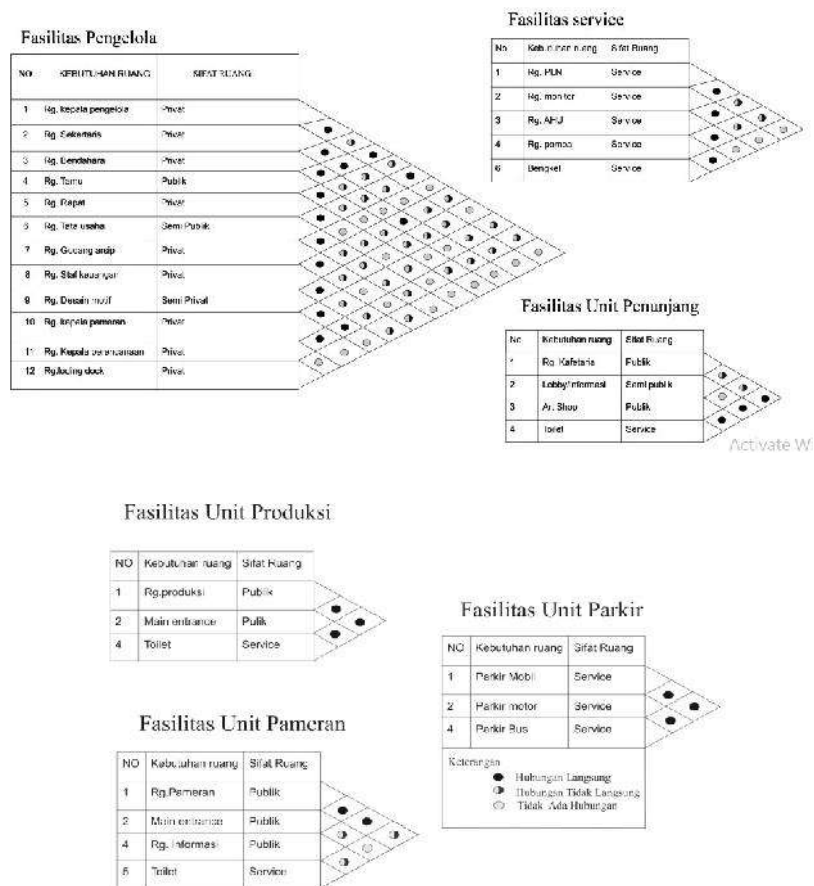 Fasilitas Pengelola
NO KEBUTUHAN RUANG SIFAT RUANG
1 Rg. kepala pengelola Privat
2 Rg. Sekertaris Privat
3 Rg. Bendahara Privat
4 Rg. Tamu Publik
5 Rg. Rapat Privat
6 Rg. Tata usaha Semi Publik
7 Rg. Gudang arsip Privat
8 Rg. Staf keuangan Privat
9 Rg. Desain motif Semi Privat
10 Rg. kepala pameran Privat
11 Rg. Kepala perencanaan Privat
12 Rg.loding dock Privat
Fasilitas service
No Kebutuhan ruang Sifat Ruang
1 Rg. PLN Service
2 Rg. monitor Service
3 Rg. AHU Service
4 Rg. pompa Service
6 Bengkel Service
Fasilitas Unit Penunjang
No Kebutuhan ruang Sifat Ruang
1 Rg. Kafetaria Publik
2 Lobby/informasi Semi publik
3 Art Shop Publik
4 Toilet Service
Activate Wi
Fasilitas Unit Produksi
NO Kebutuhan ruang Sifat Ruang
1 Rg.produksi Publik
2 Main entrance Pulik
4 Toilet Service
Fasilitas Unit Parkir
NO Kebutuhan ruang Sifat Ruang
1 Parkir Mobil Service
2 Parkir motor Service
4 Parkir Bus Service
Keterangan
Hubungan Langsung
Hubungan Tidak Langsung
Tidak Ada Hubungan
Fasilitas Unit Pameran
NO Kebutuhan ruang Sifat Ruang
1 Rg.Pameran Publik
2 Main entrance Publik
4 Rg. Informasi Publik
5 Toilet Service